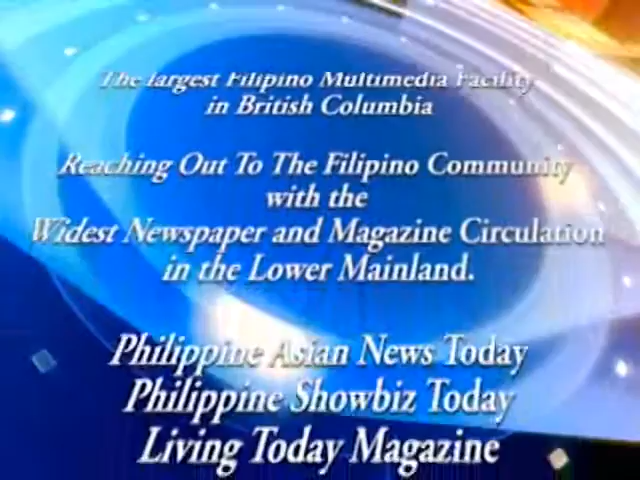 The largest Filipino Multimedia Facility
in British Columbia
Reaching Out To The Filipino Community
with the
Widest Newspaper and Magazine Circulation
in the Lower Mainland.
Philippine Asian News Today
Philippine Showbiz Today
Living Today Magazine